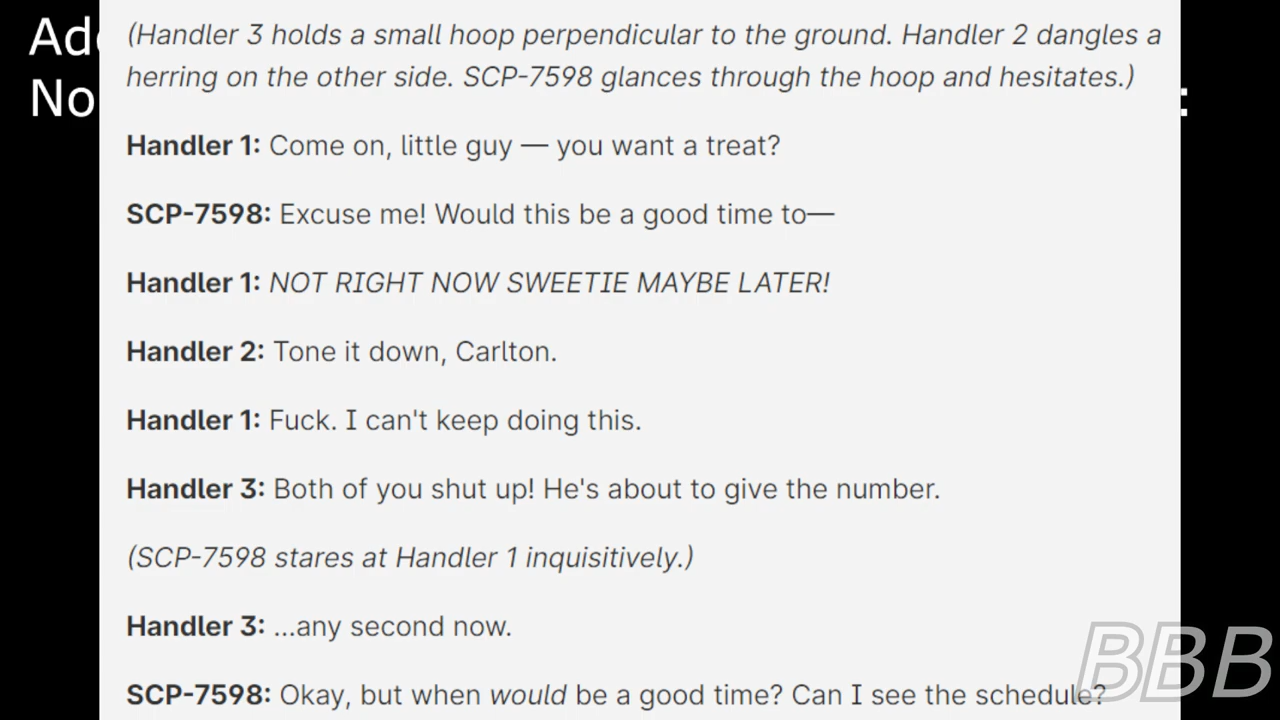 Ad
No
:
(Handler 3 holds a small hoop perpendicular to the ground. Handler 2 dangles a
herring on the other side. SCP-7598 glances through the hoop and hesitates.)
Handler 1: Come on, little guy — you want a treat?
SCP-7598: Excuse me! Would this be a good time to—
Handler 1: NOT RIGHT NOW SWEETIE MAYBE LATER!
Handler 2: Tone it down, Carlton.
Handler 1: Fuck. I can't keep doing this.
Handler 3: Both of you shut up! He's about to give the number.
(SCP-7598 stares at Handler 1 inquisitively.)
Handler 3: ...any second now.
SCP-7598: Okay, but when would be a good time? Can I see the schedule?
BBB